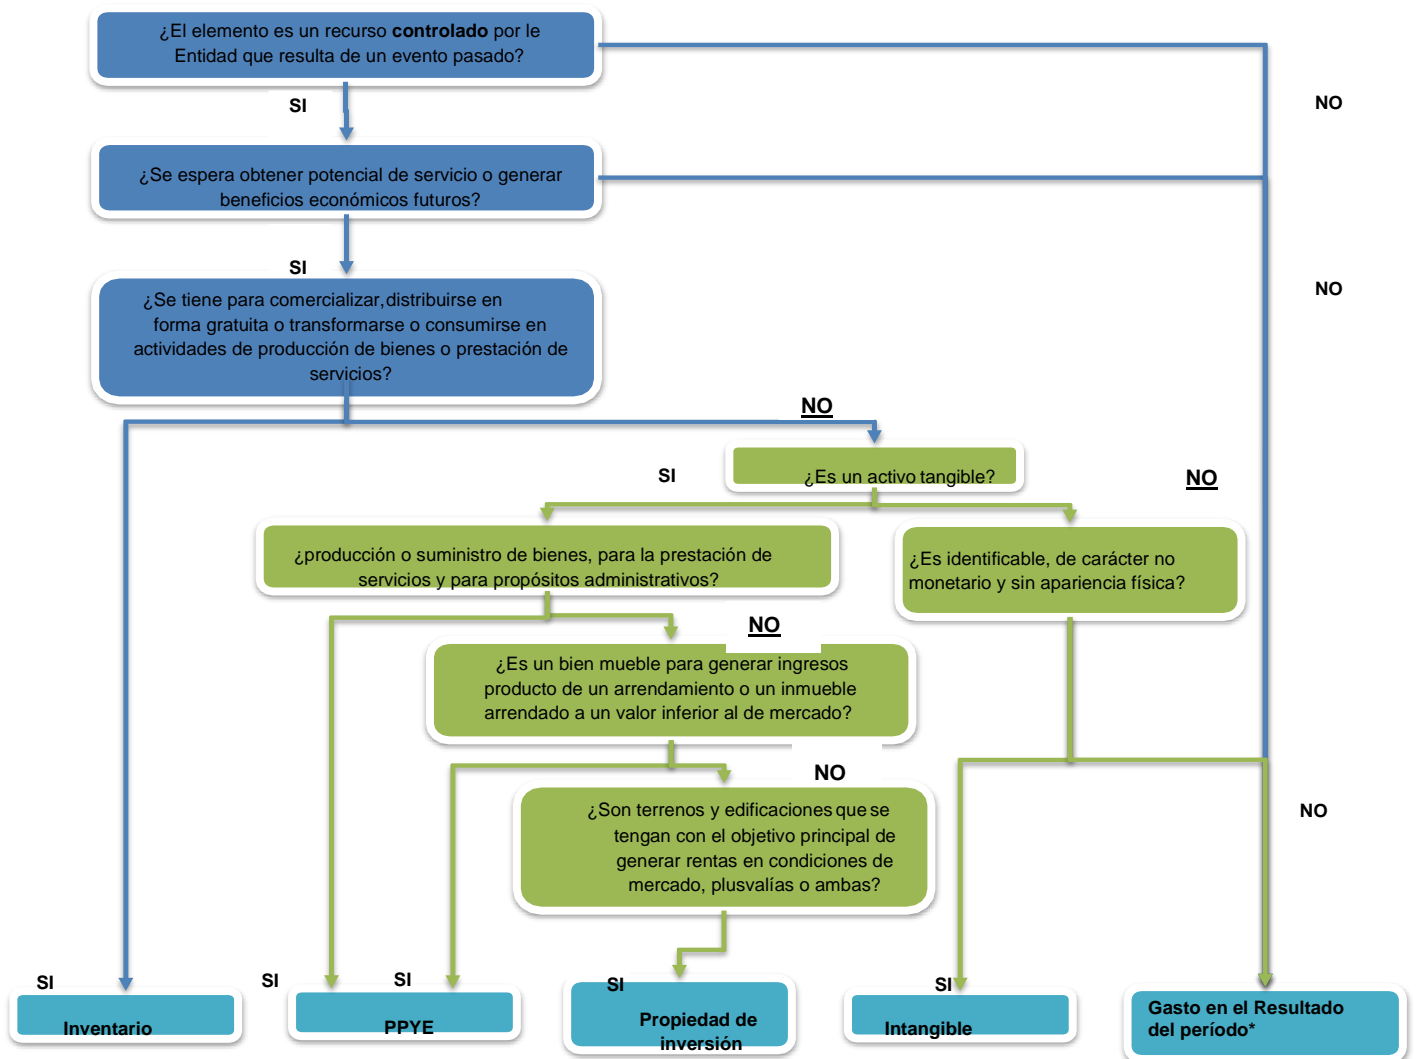 ¿El elemento es un recurso controlado por le
Entidad que resulta de un evento pasado?
SI
NO
¿Se espera obtener potencial de servicio o generar
beneficios económicos futuros?
SI
NO
¿Se tiene para comercializar, distribuirse en
forma gratuita o transformarse o consumirse en
actividades de producción de bienes o prestación de
servicios?
NO
¿Es un activo tangible?
SI
NO
¿producción o suministro de bienes, para la prestación de
servicios y para propósitos administrativos?
¿Es identificable, de carácter no
monetario y sin apariencia física?
NO
¿Es un bien mueble para generar ingresos
producto de un arrendamiento o un inmueble
arrendado a un valor inferior al de mercado?
NO
¿Son terrenos y edificaciones que se
tengan con el objetivo principal de
generar rentas en condiciones de
mercado, plusvalías o ambas?
NO
SI
SI
SI
SI
SI
Inventario
PPYE
Propiedad de
inversión
Intangible
Gasto en el Resultado
del período*